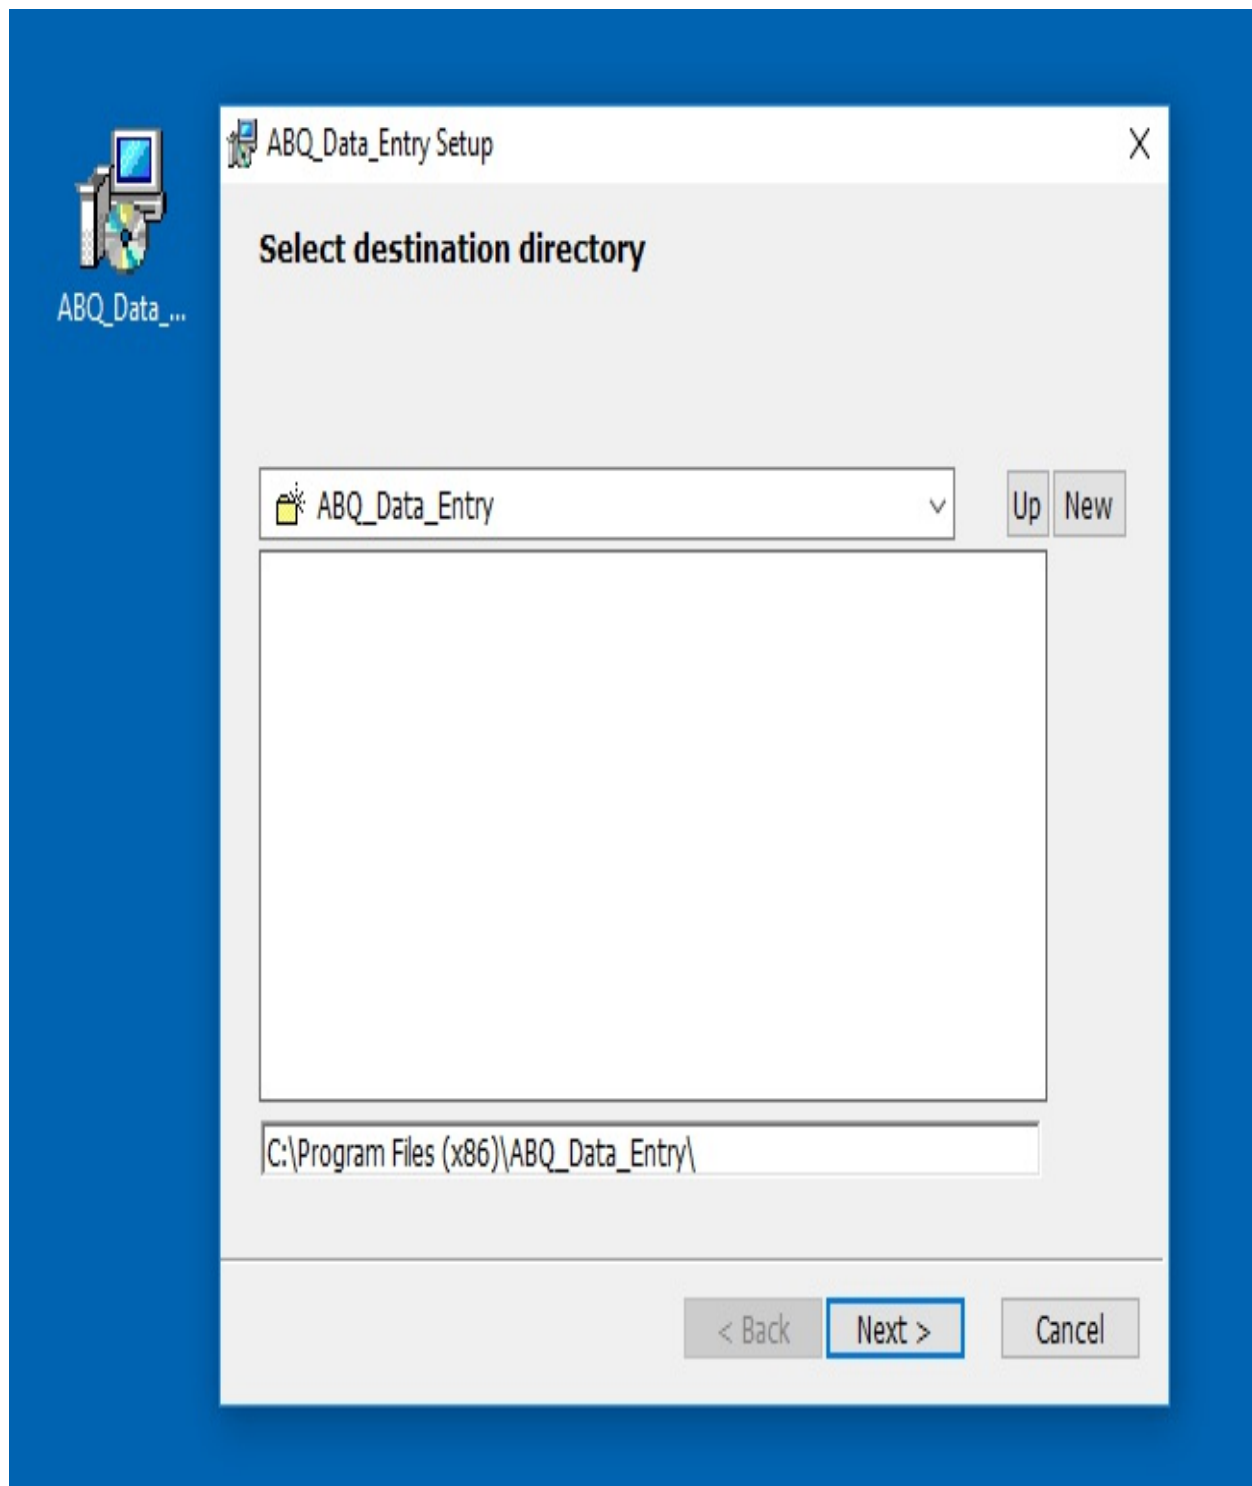 ABQ_Data_Entry Setup
ABQ_Data_...
Select destination directory
ABQ_Data_Entry
Up New
C:\Program Files (x86)\ABQ_Data_Entry\
< Back Next > Cancel